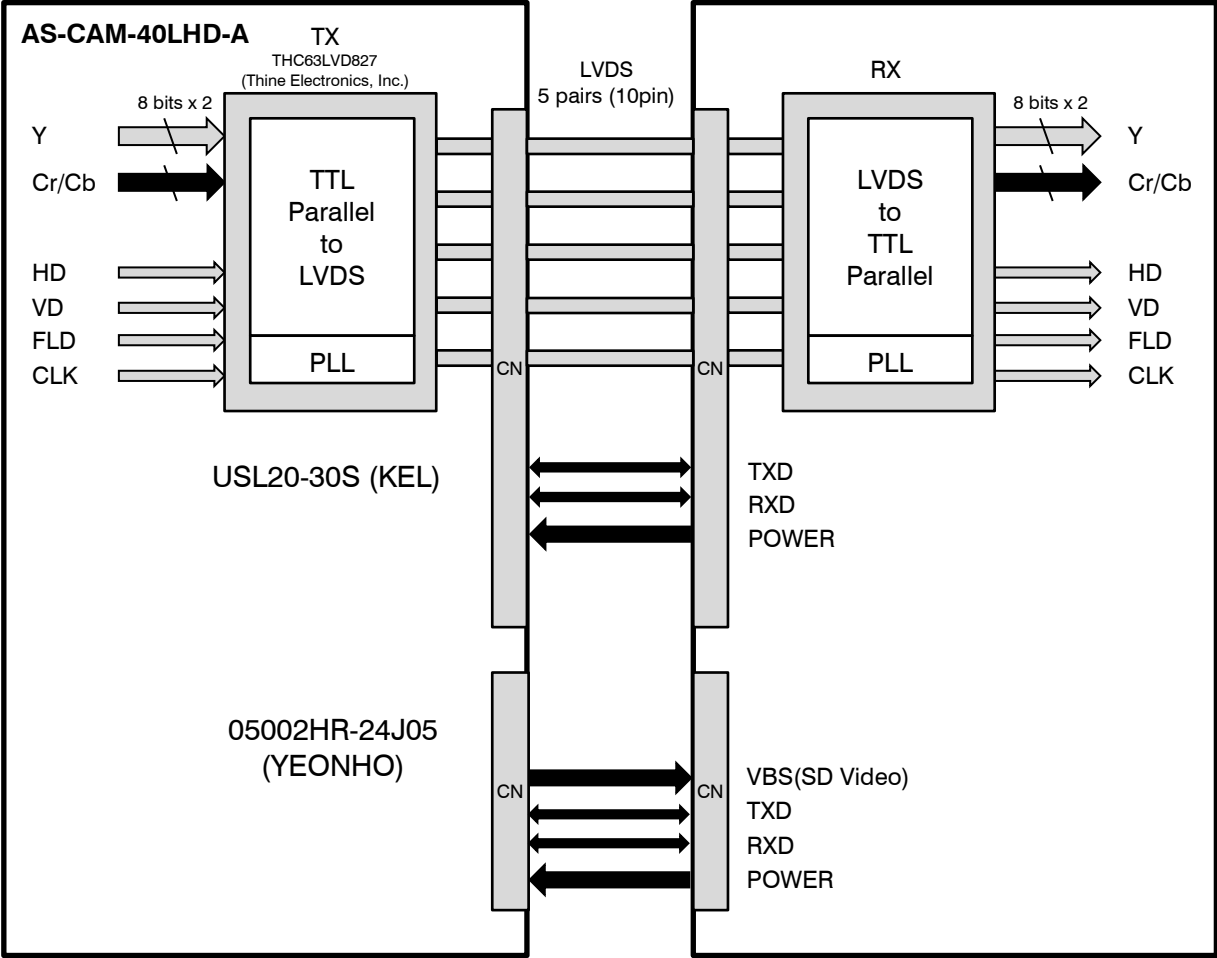 AS-CAM-40LHD-A
TX
THC63LVD827
(Thine Electronics, Inc.)
LVDS
5 pairs (10pin)
RX
8 bits x 2
8 bits x 2
Y
Cr/Cb
HD
VD
FLD
CLK
TTL
Parallel
to
LVDS
PLL
CN
CN
LVDS
to
TTL
Parallel
PLL
Y
Cr/Cb
HD
VD
FLD
CLK
USL20-30S (KEL)
TXD
RXD
POWER
05002HR-24J05
(YEONHO)
CN
CN
VBS(SD Video)
TXD
RXD
POWER